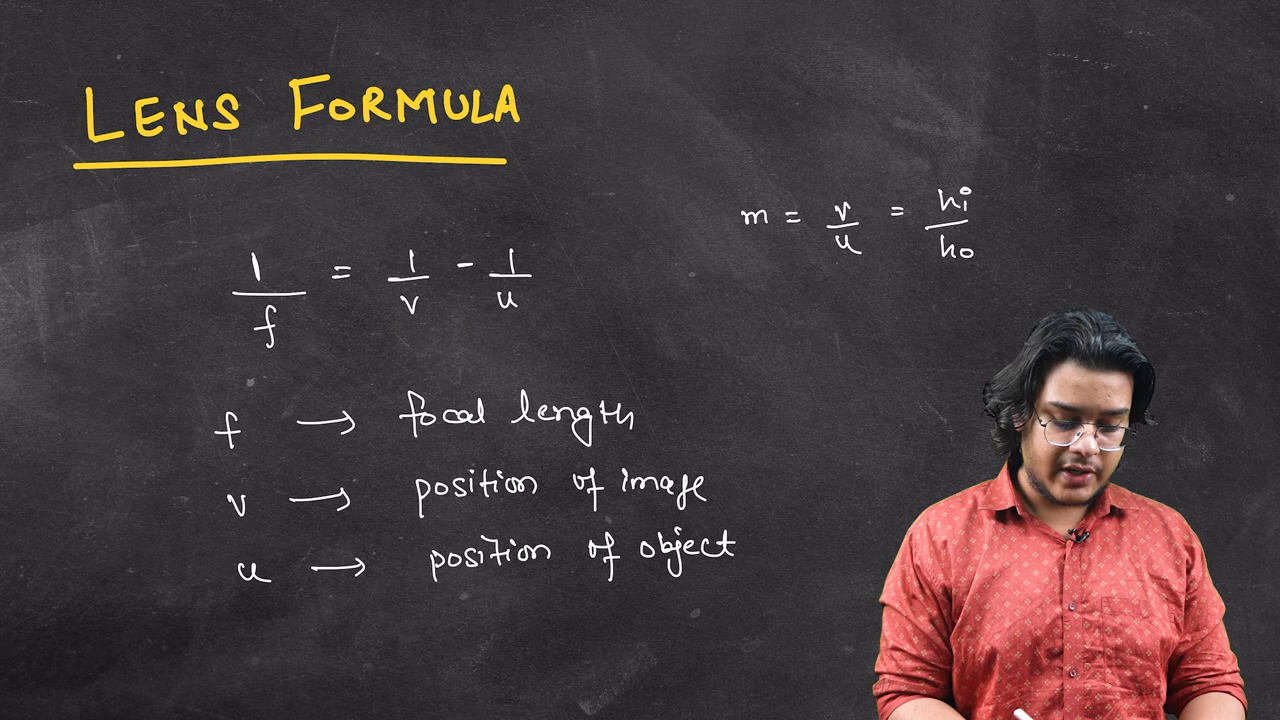 LENS FORMULA
m = v/u = hi/ho
1/f = 1/v - 1/u
f → focal length
v → position of image
u → position of object